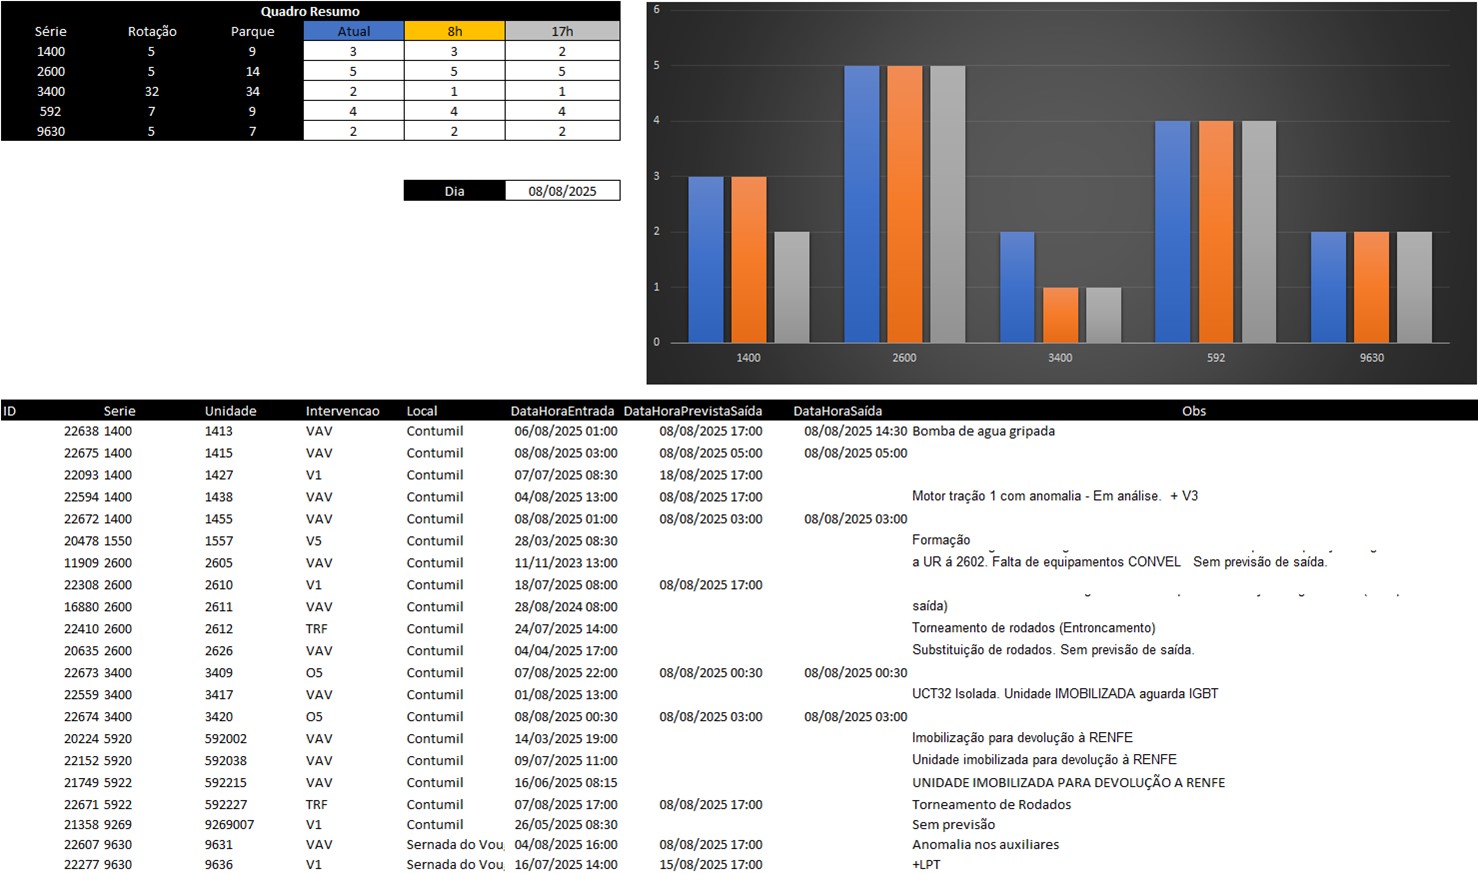 Quadro Resumo
Série Rotação Parque Atual 8h 17h
1400 5 9 3 3 2
2600 5 14 5 5 5
3400 32 34 2 1 1
592 7 9 4 4 4
9630 5 7 2 2 2
Dia 08/08/2025
6
5
4
3
2
1
0
1400 2600 3400 592 9630
ID Serie Unidade Intervencao Local DataHoraEntrada DataHoraPrevistaSaída DataHoraSaída Obs
22638 1400 1413 VAV Contumil 06/08/2025 01:00 08/08/2025 17:00 08/08/2025 14:30 Bomba de agua gripada
22675 1400 1415 VAV Contumil 08/08/2025 03:00 08/08/2025 05:00 08/08/2025 05:00
22093 1400 1427 V1 Contumil 07/07/2025 08:30 18/08/2025 17:00
22594 1400 1438 VAV Contumil 04/08/2025 13:00 08/08/2025 17:00 Motor tração 1 com anomalia - Em análise. + V3
22672 1400 1455 VAV Contumil 08/08/2025 01:00 08/08/2025 03:00 08/08/2025 03:00
20478 1550 1557 V5 Contumil 28/03/2025 08:30 Formação
11909 2600 2605 VAV Contumil 11/11/2023 13:00 a UR á 2602. Falta de equipamentos CONVEL Sem previsão de saída.
22308 2600 2610 V1 Contumil 18/07/2025 08:00 08/08/2025 17:00
16880 2600 2611 VAV Contumil 28/08/2024 08:00 saída)
22410 2600 2612 TRF Contumil 24/07/2025 14:00 Torneamento de rodados (Entroncamento)
20635 2600 2626 VAV Contumil 04/04/2025 17:00 Substituição de rodados. Sem previsão de saída.
22673 3400 3409 O5 Contumil 07/08/2025 22:00 08/08/2025 00:30 08/08/2025 00:30
22559 3400 3417 VAV Contumil 01/08/2025 13:00 UCT32 Isolada. Unidade IMOBILIZADA aguarda IGBT
22674 3400 3420 O5 Contumil 08/08/2025 00:30 08/08/2025 03:00 08/08/2025 03:00
20224 5920 592002 VAV Contumil 14/03/2025 19:00 Imobilização para devolução à RENFE
22152 5920 592038 VAV Contumil 09/07/2025 11:00 Unidade imobilizada para devolução à RENFE
21749 5922 592215 VAV Contumil 16/06/2025 08:15 UNIDADE IMOBILIZADA PARA DEVOLUÇÃO A RENFE
22671 5922 592227 TRF Contumil 07/08/2025 17:00 08/08/2025 17:00 Torneamento de Rodados
21358 9269 9269007 V1 Contumil 26/05/2025 08:30 Sem previsão
22607 9630 9631 VAV Sernada do Vou 04/08/2025 16:00 08/08/2025 17:00 Anomalia nos auxiliares
22277 9630 9636 V1 Sernada do Vou 16/07/2025 14:00 15/08/2025 17:00 +LPT